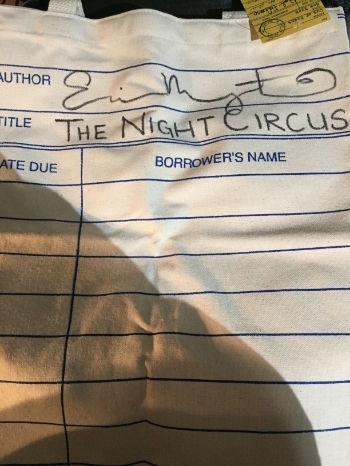 AUTHOR
TITLE THE NIGHT CIRCUS
ATE DUE BORROWER'S NAME